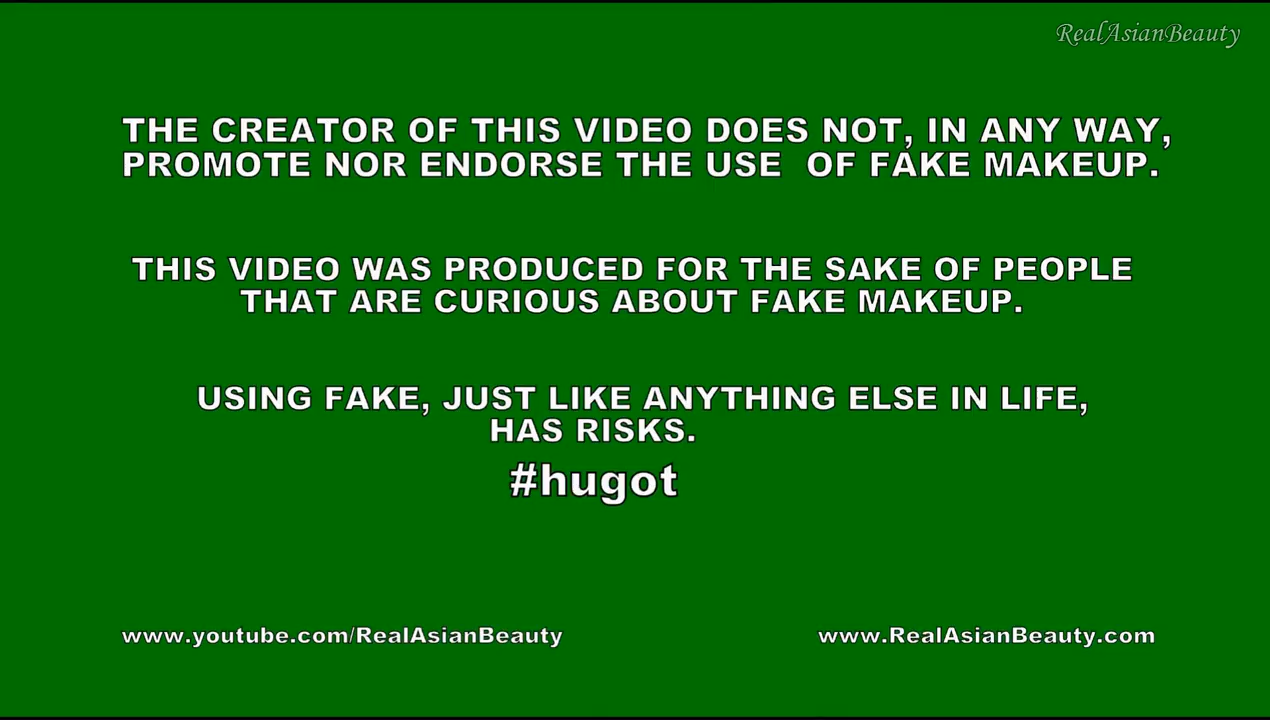 RealAsianBeauty
THE CREATOR OF THIS VIDEO DOES NOT, IN ANY WAY,
PROMOTE NOR ENDORSE THE USE  OF FAKE MAKEUP.
THIS VIDEO WAS PRODUCED FOR THE SAKE OF PEOPLE
THAT ARE CURIOUS ABOUT FAKE MAKEUP.
USING FAKE, JUST LIKE ANYTHING ELSE IN LIFE,
HAS RISKS.
#hugot
www.youtube.com/RealAsianBeauty
www.RealAsianBeauty.com